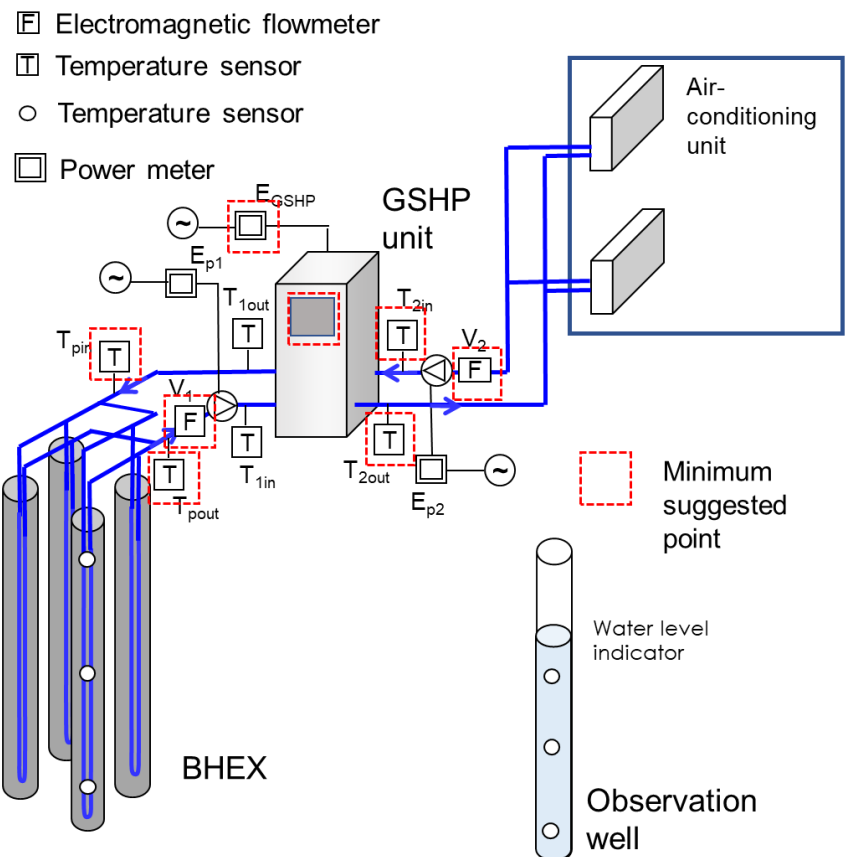 F Electromagnetic flowmeter
T Temperature sensor
Temperature sensor
Power meter
Air-
conditioning
unit
E_GSHP
GSHP
unit
~
E_p1
~
T_1out
T
T_2in
T
T_pin
T
V_2
F
V_1
F
T
T_1in
T
T_pout
T
T_2out
~
E_p2
Minimum
suggested
point
Water level
indicator
BHEX
Observation
well